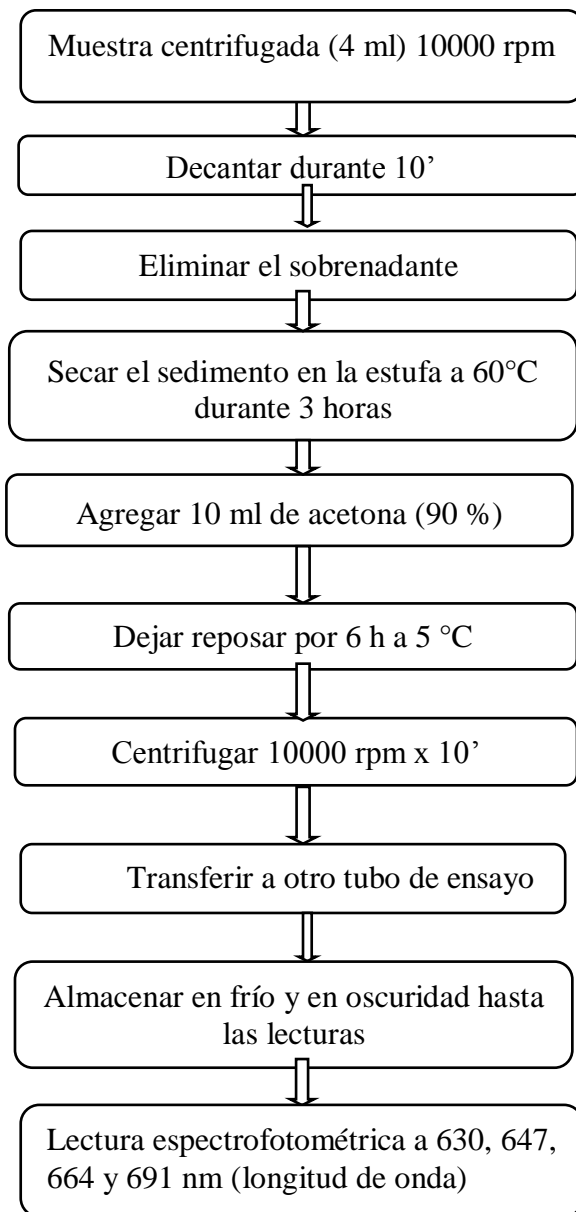 Muestra centrifugada (4 ml) 10000 rpm
Decantar durante 10’
Eliminar el sobrenadante
Secar el sedimento en la estufa a 60°C
durante 3 horas
Agregar 10 ml de acetona (90 %)
Dejar reposar por 6 h a 5 °C
Centrifugar 10000 rpm x 10’
Transferir a otro tubo de ensayo
Almacenar en frío y en oscuridad hasta
las lecturas
Lectura espectrofotométrica a 630, 647,
664 y 691 nm (longitud de onda)